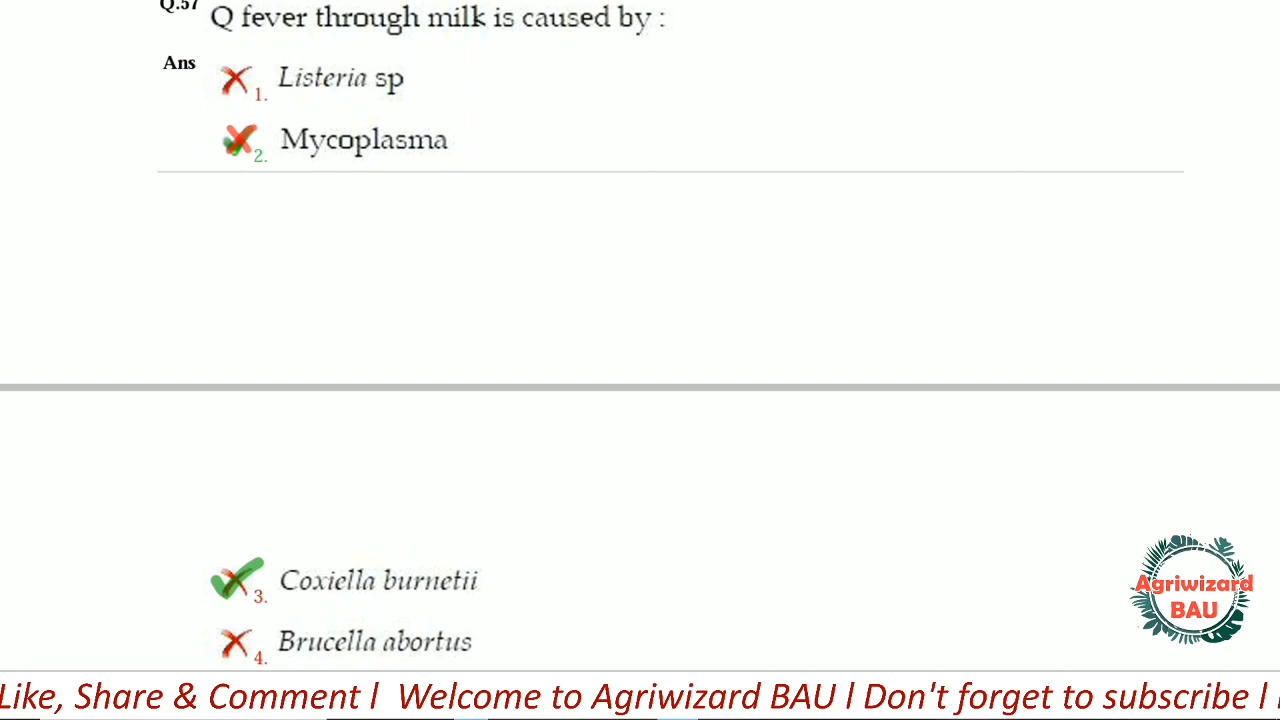 Q.57 Q fever through milk is caused by :
Ans 1. Listeria sp
2. Mycoplasma
3. Coxiella burnetii
4. Brucella abortus
Agriwizard
BAU
Like, Share & Comment l Welcome to Agriwizard BAU l Don't forget to subscribe l